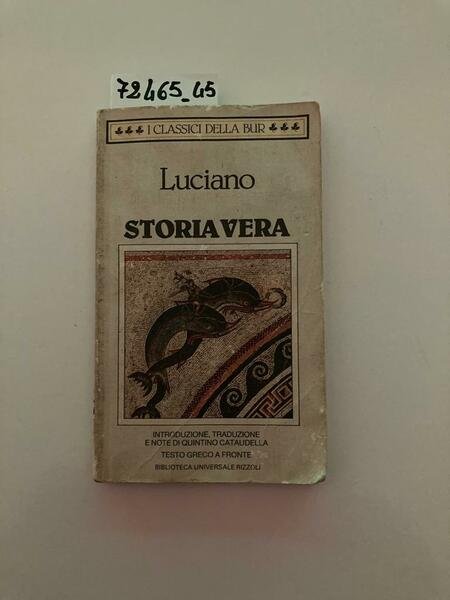 72465_45
I CLASSICI DELLA BUR
Luciano
STORIA VERA
INTRODUZIONE, TRADUZIONE
E NOTE DI QUINTINO CATAUDELLA
TESTO GRECO A FRONTE
BIBLIOTECA UNIVERSALE RIZZOLI